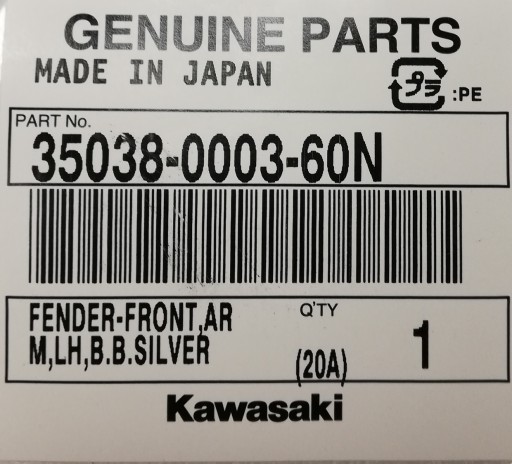 GENUINE PARTS
MADE IN JAPAN
プラ :PE
PART No.
35038-0003-60N
FENDER-FRONT,AR
M,LH,B.B.SILVER
Q'TY
(20A) 1
Kawasaki